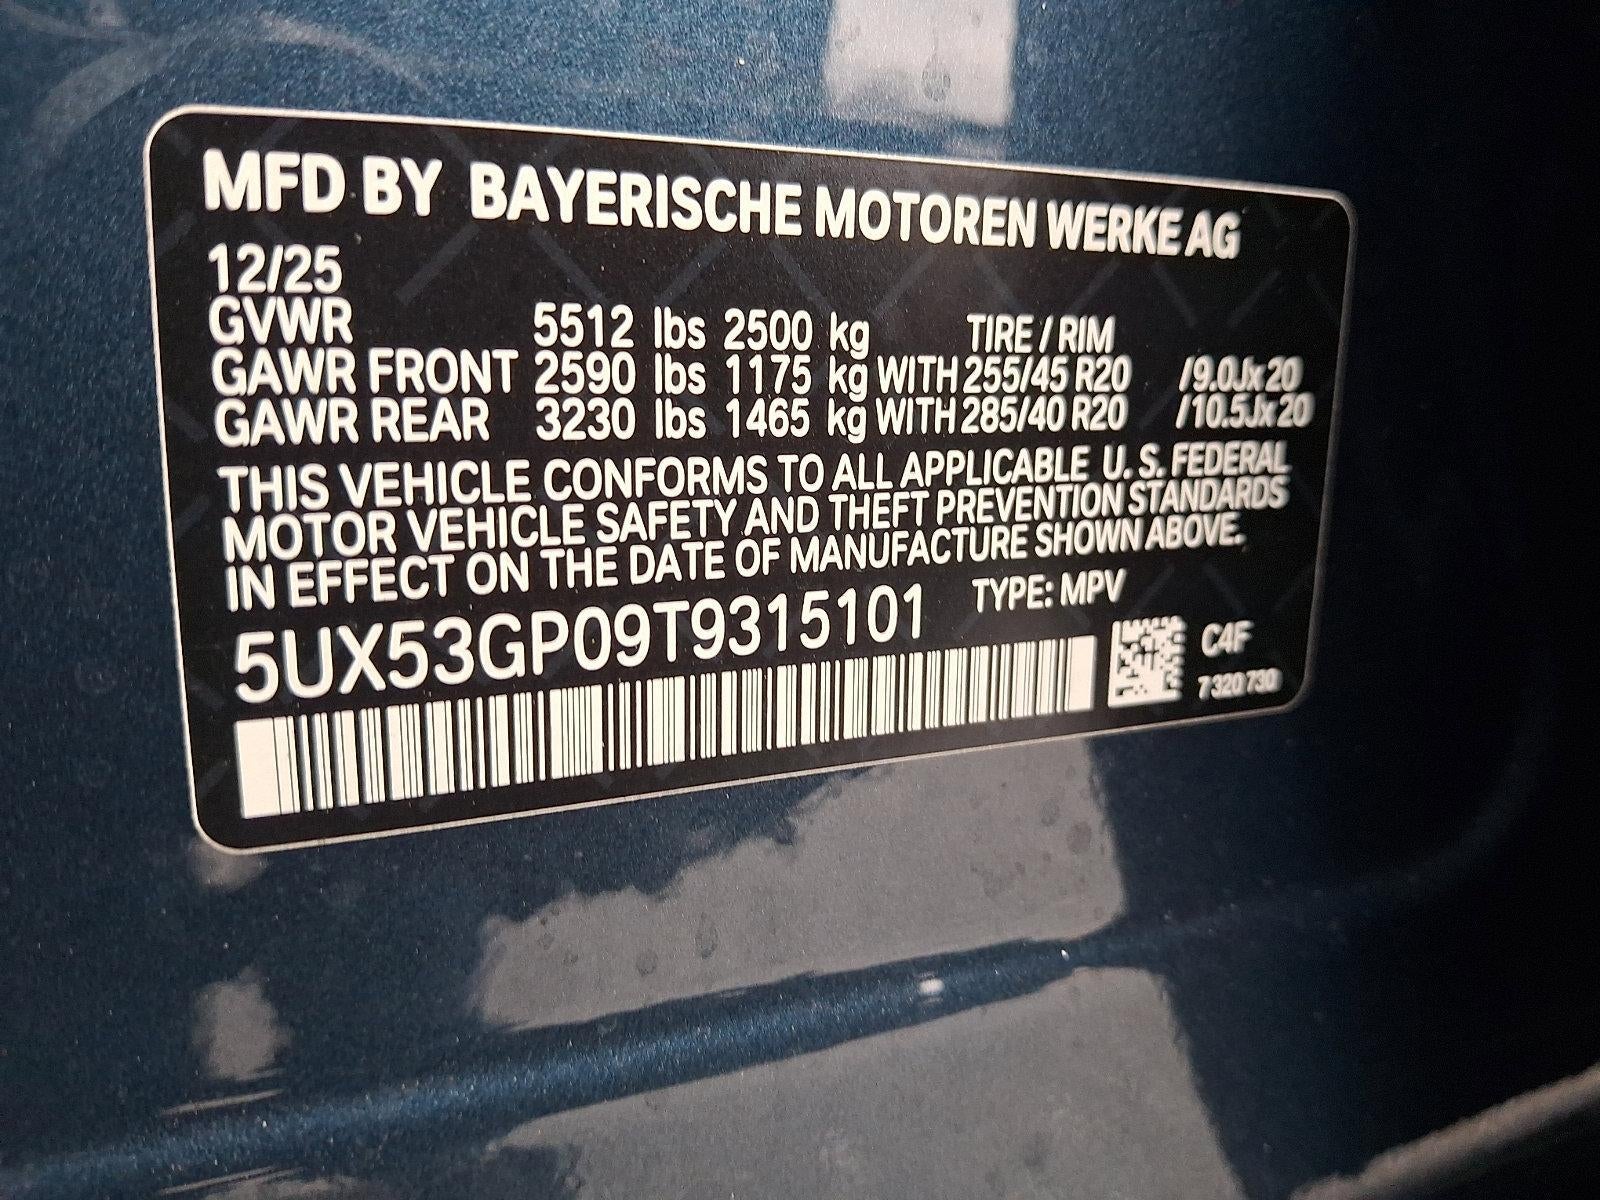 MFD BY BAYERISCHE MOTOREN WERKE AG
12/25
GVWR 5512 lbs 2500 kg TIRE / RIM
GAWR FRONT 2590 lbs 1175 kg WITH 255/45 R20 /9.0Jx20
GAWR REAR 3230 lbs 1465 kg WITH 285/40 R20 /10.5Jx20
THIS VEHICLE CONFORMS TO ALL APPLICABLE U. S. FEDERAL
MOTOR VEHICLE SAFETY AND THEFT PREVENTION STANDARDS
IN EFFECT ON THE DATE OF MANUFACTURE SHOWN ABOVE.
5UX53GP09T9315101 TYPE: MPV
C4F
7 320 730